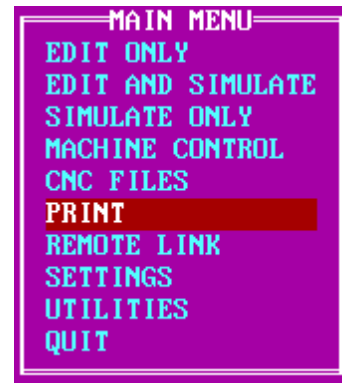 MAIN MENU
EDIT ONLY
EDIT AND SIMULATE
SIMULATE ONLY
MACHINE CONTROL
CNC FILES
PRINT
REMOTE LINK
SETTINGS
UTILITIES
QUIT